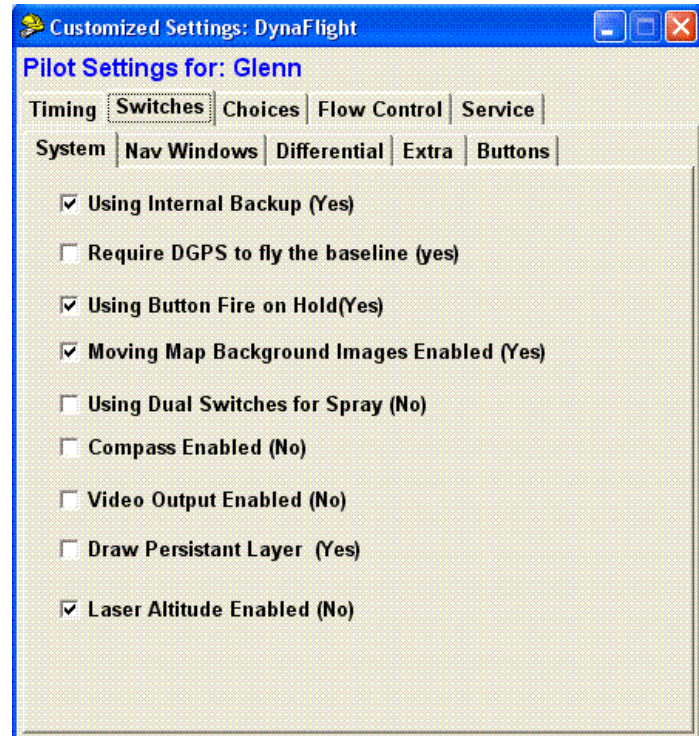 Customized Settings: DynaFlight
Pilot Settings for: Glenn
Timing Switches Choices Flow Control Service
System Nav Windows Differential Extra Buttons
Using Internal Backup (Yes)
Require DGPS to fly the baseline (yes)
Using Button Fire on Hold(Yes)
Moving Map Background Images Enabled (Yes)
Using Dual Switches for Spray (No)
Compass Enabled (No)
Video Output Enabled (No)
Draw Persistant Layer (Yes)
Laser Altitude Enabled (No)